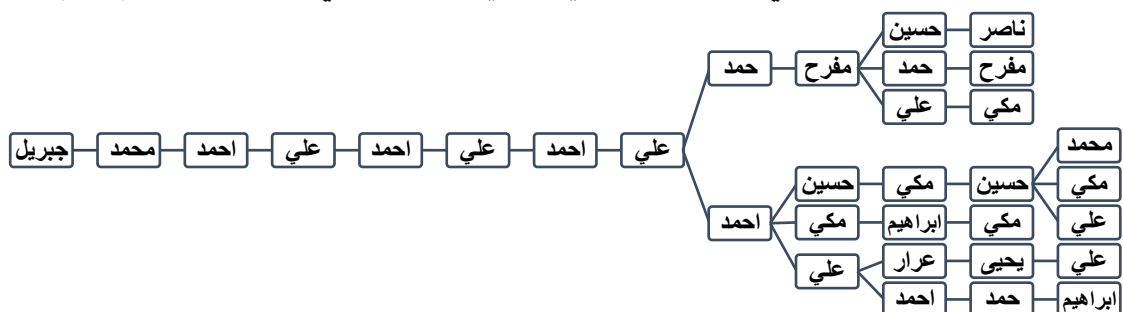 ناصر
حسين
مفرح
حمد
مفرح
حمد
مكي
علي
علي
احمد
علي
احمد
علي
احمد
محمد
جبريل
محمد
مكي
حسين
مكي
حسين
علي
مكي
ابراهيم
مكي
احمد
علي
يحيى
عرار
علي
ابراهيم
حمد
احمد